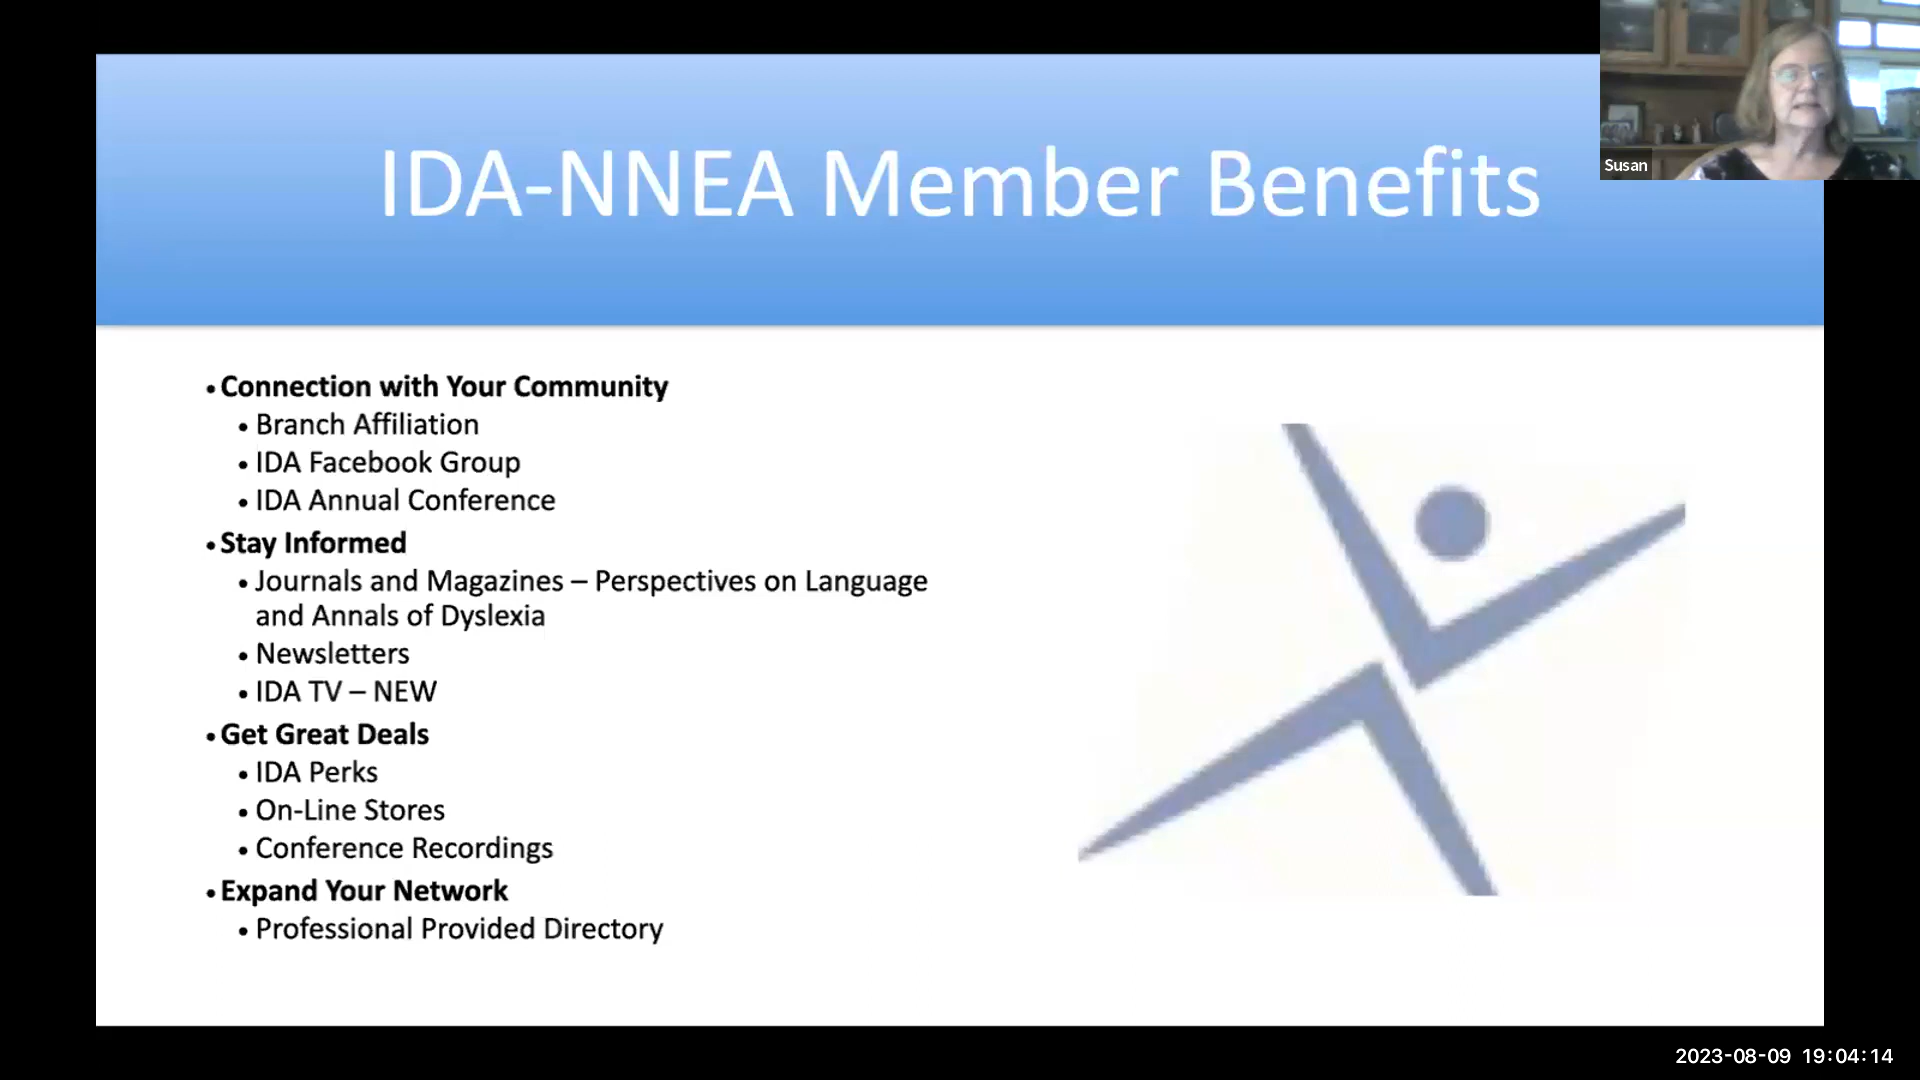 IDA-NNEA Member Benefits
Susan
• Connection with Your Community
• Branch Affiliation
• IDA Facebook Group
• IDA Annual Conference
• Stay Informed
• Journals and Magazines – Perspectives on Language
and Annals of Dyslexia
• Newsletters
• IDA TV – NEW
• Get Great Deals
• IDA Perks
• On-Line Stores
• Conference Recordings
• Expand Your Network
• Professional Provided Directory
2023-08-09 19:04:14